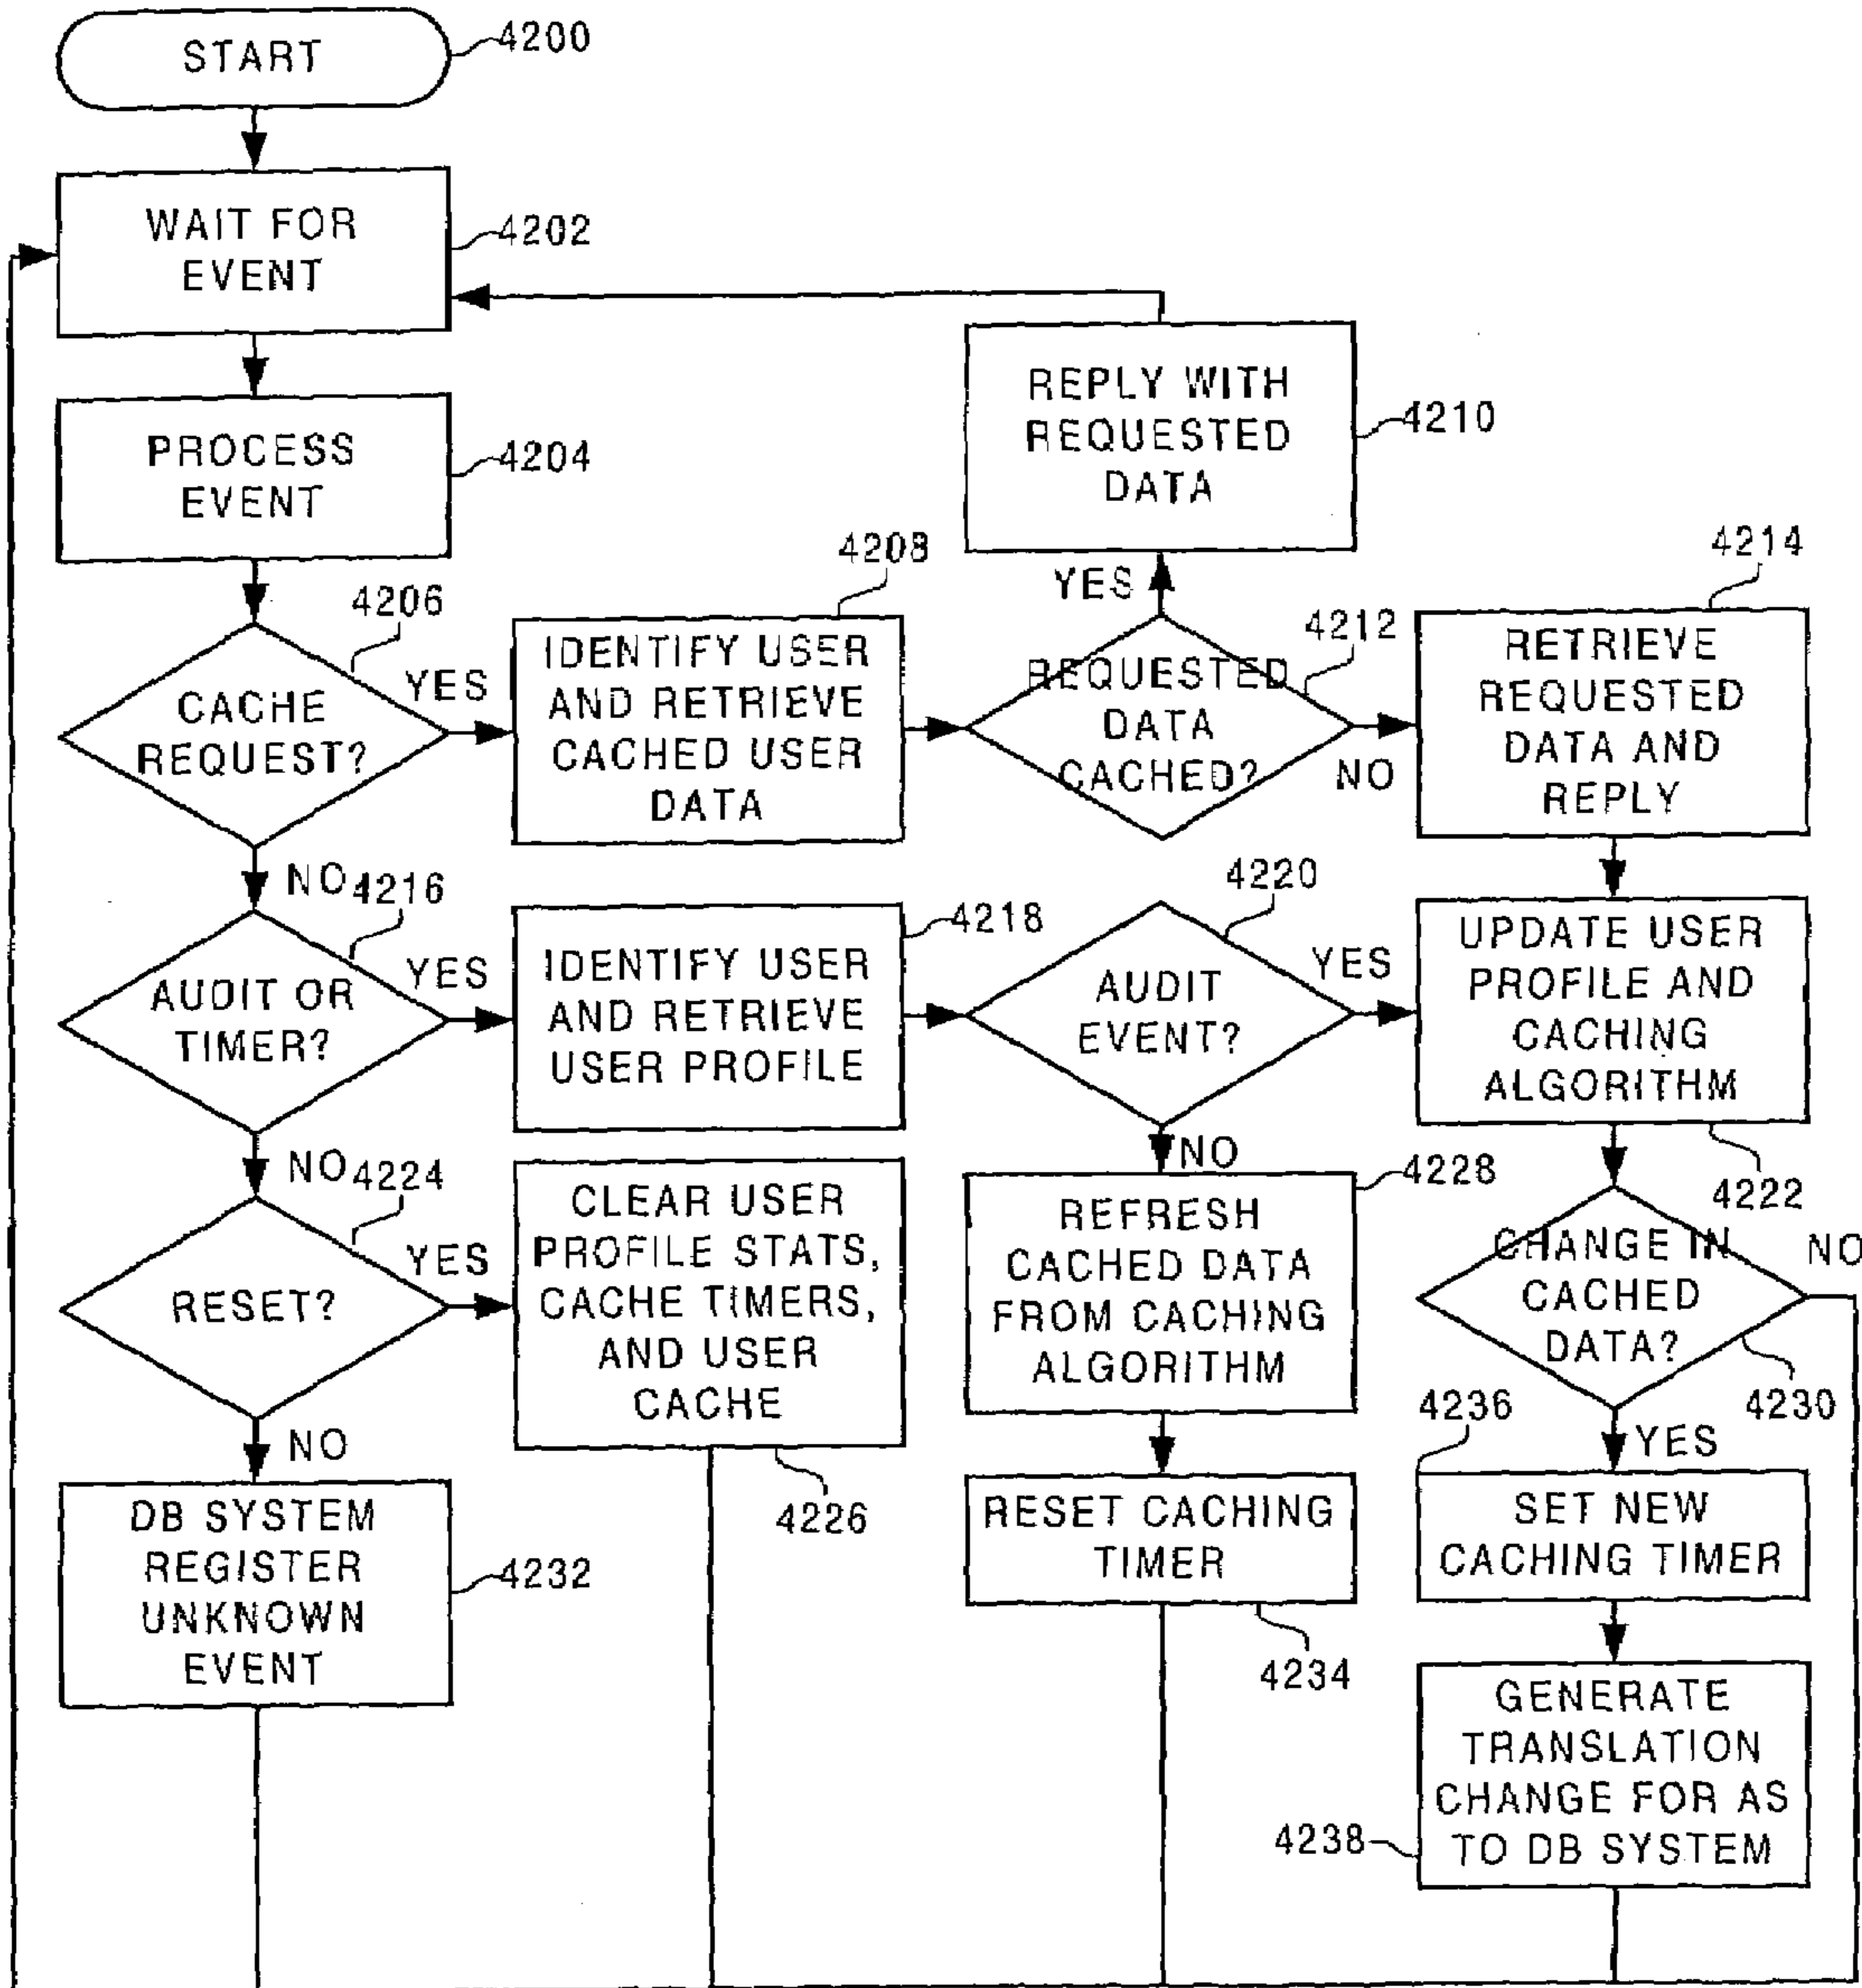 START
4200
WAIT FOR
EVENT
4202
PROCESS
EVENT
4204
REPLY WITH
REQUESTED
DATA
4210
4206
CACHE
REQUEST?
YES
NO
4208
IDENTIFY USER
AND RETRIEVE
CACHED USER
DATA
YES
4212
REQUESTED
DATA
CACHED?
NO
4214
RETRIEVE
REQUESTED
DATA AND
REPLY
4216
AUDIT OR
TIMER?
YES
NO
4218
IDENTIFY USER
AND RETRIEVE
USER PROFILE
4220
AUDIT
EVENT?
YES
NO
UPDATE USER
PROFILE AND
CACHING
ALGORITHM
4222
4224
RESET?
YES
NO
CLEAR USER
PROFILE STATS,
CACHE TIMERS,
AND USER
CACHE
4226
4228
REFRESH
CACHED DATA
FROM CACHING
ALGORITHM
CHANGE IN
CACHED
DATA?
NO
4230
YES
DB SYSTEM
REGISTER
UNKNOWN
EVENT
4232
RESET CACHING
TIMER
4234
4236
SET NEW
CACHING TIMER
GENERATE
TRANSLATION
CHANGE FOR AS
TO DB SYSTEM
4238